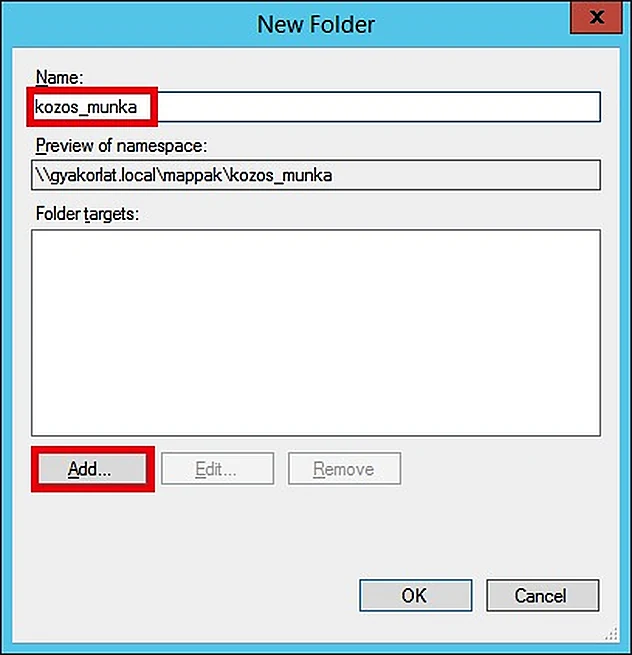 New Folder
x
Name:
kozos_munka
Preview of namespace:
\\gyakorlat.local\mappak\kozos_munka
Folder targets:
Add... Edit... Remove
OK Cancel